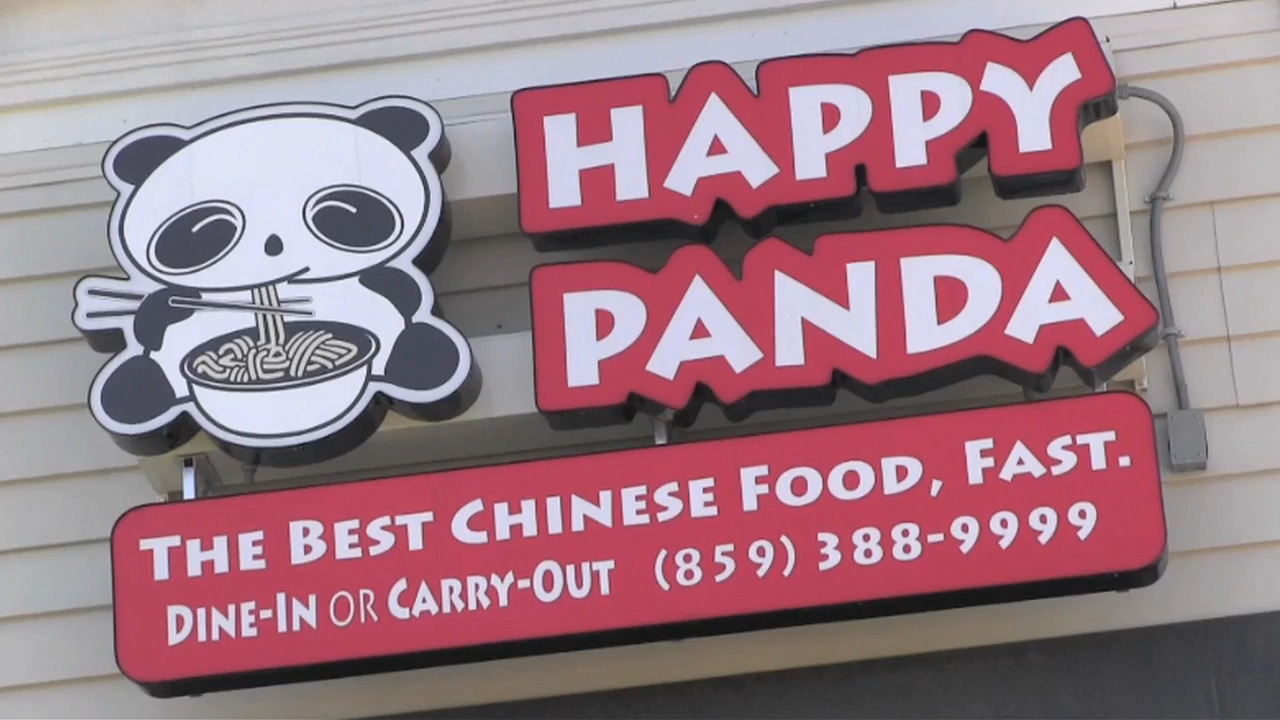 HAPPY
PANDA
THE BEST CHINESE FOOD, FAST.
DINE-IN OR CARRY-OUT (859) 388-9999